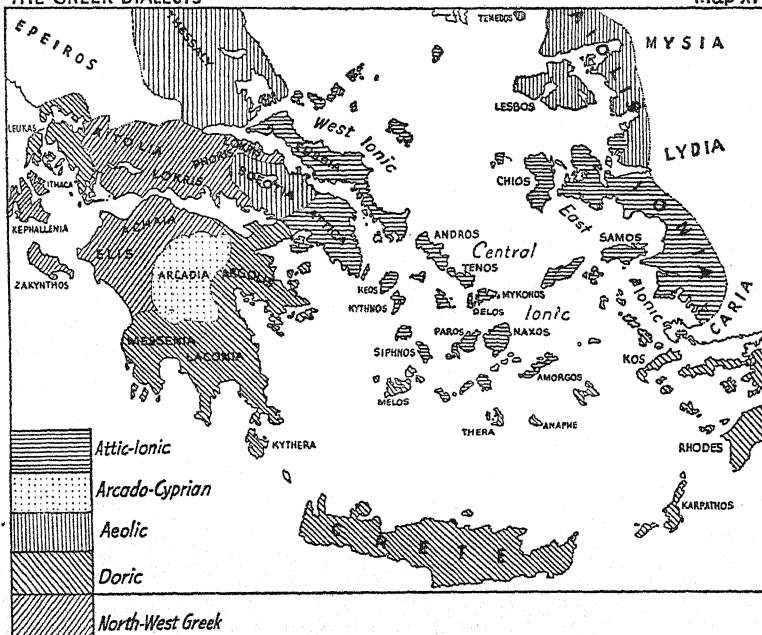 THE GREEK DIALECTS
EPEIROS
THESSALY
TENEDOS
MYSIA
AIOLIS
LESBOS
LEUKAS
AITOLIA
LOKRIS
PHOKIS
West Ionic
EUBOIA
LYDIA
ITHACA
LOKRIS
BOEOTIA
CHIOS
KEPHALLENIA
ACHAIA
ATTICA
East
IONIA
ANDROS
SAMOS
ELIS
Central
ZAKYNTHOS
ARCADIA
ARGOLIS
TENOS
KEOS
MYKONOS
KYTHNOS
DELOS
Ionic
Ionic
CARIA
MESSENIA
PAROS
NAXOS
LACONIA
SIPHNOS
KOS
AMORGOS
MELOS
THERA
ANAPHE
KYTHERA
RHODES
KARPATHOS
CRETE
Attic-Ionic
Arcado-Cyprian
Aeolic
Doric
North-West Greek